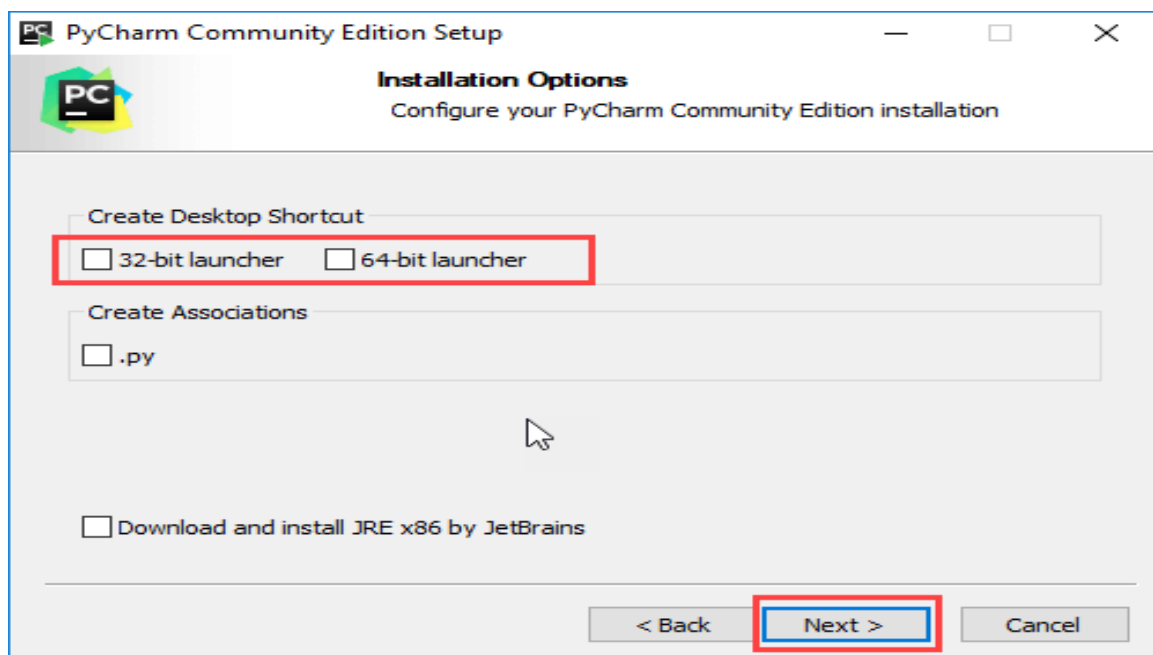 PC PyCharm Community Edition Setup
PC
Installation Options
Configure your PyCharm Community Edition installation
Create Desktop Shortcut
32-bit launcher 64-bit launcher
Create Associations
.py
Download and install JRE x86 by JetBrains
< Back Next > Cancel